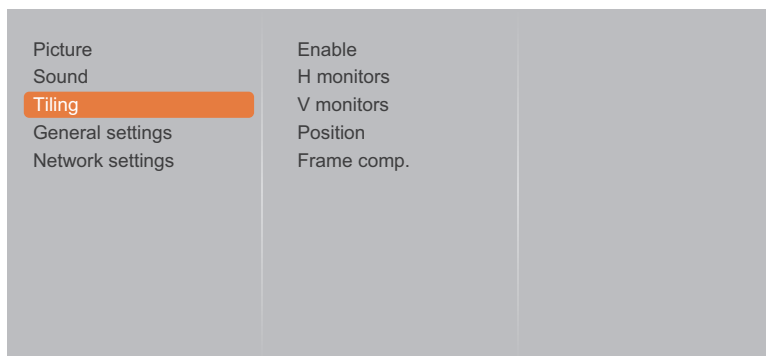 Picture
Sound
Tiling
General settings
Network settings
Enable
H monitors
V monitors
Position
Frame comp.